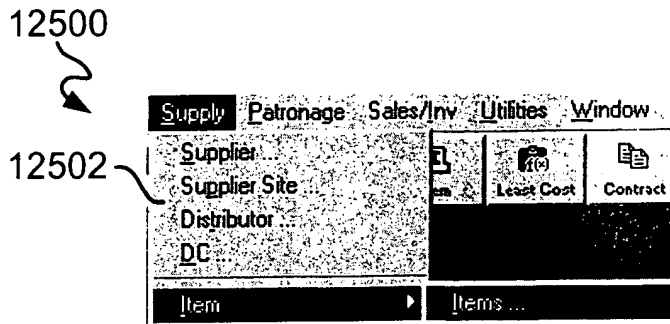 12500
Supply Patronage Sales/Inv Utilities Window
12502
Supplier ...
Supplier Site ...
Distributor ...
DC ...
f(x)
Least Cost
Contract
Item
Items ...